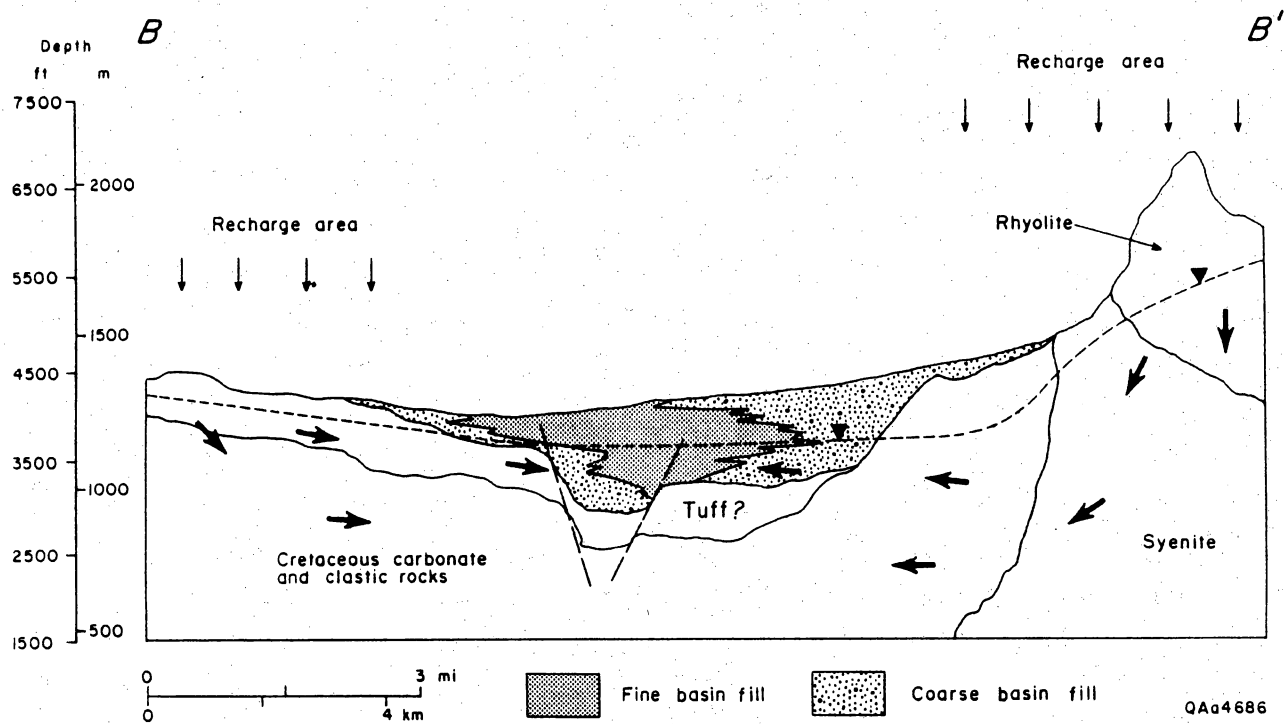 B
B'
Depth
ft m
Recharge area
7500
6500
2000
Recharge area
Rhyolite
5500
1500
4500
3500
1000
Tuff?
2500
Cretaceous carbonate
and clastic rocks
Syenite
1500
500
0 3 mi
0 4 km
Fine basin fill
Coarse basin fill
QAa4686